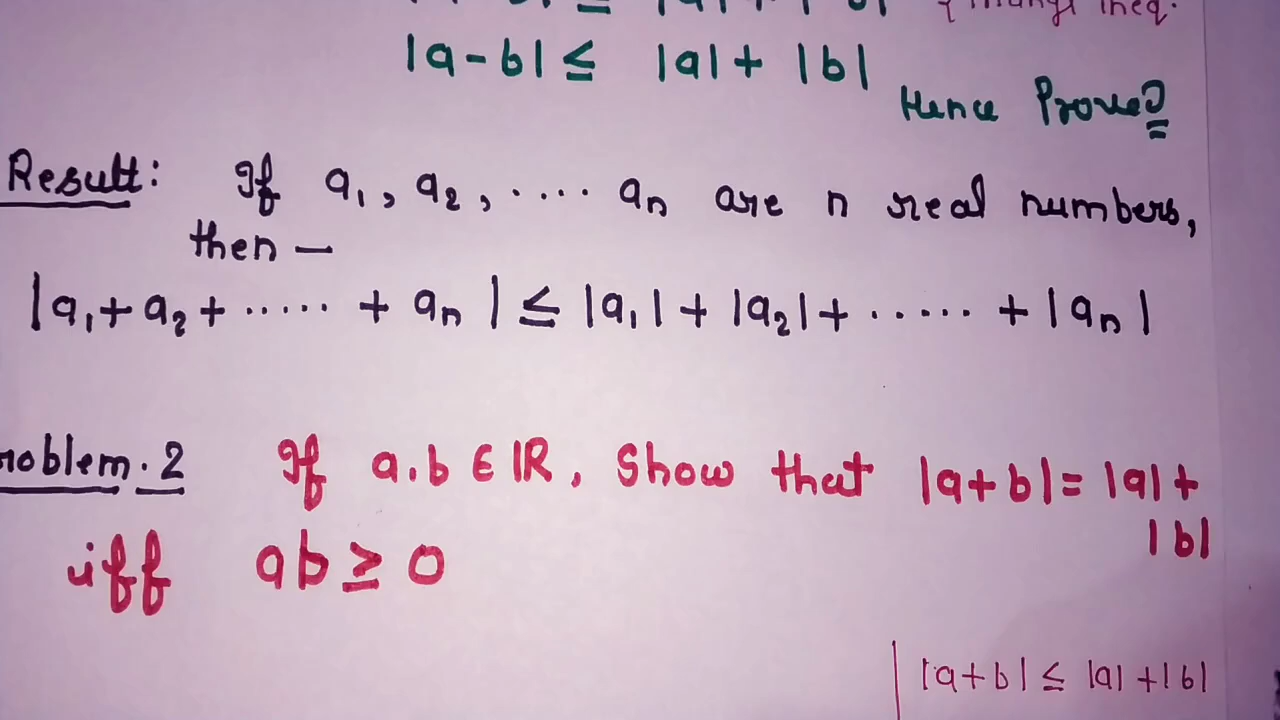 |a-b| ≤ |a| + |b|
Hence Proved
Result: If a₁, a₂, ..... aₙ are n real numbers,
then —
|a₁ + a₂ + ..... + aₙ| ≤ |a₁| + |a₂| + ..... + |aₙ|
roblem.2 If a.b ∈ ℝ, Show that |a+b| = |a| +
|b|
iff ab ≥ 0
|a+b| ≤ |a| + |b|